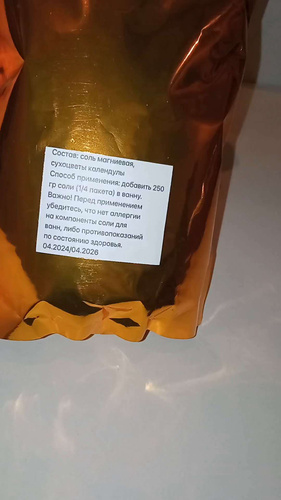 Состав: соль магниевая,
сухоцветы календулы
Способ применения: добавить 250
гр соли (1/4 пакета) в ванну.
Важно! Перед применением
убедитесь, что нет аллергии
на компоненты соли для
ванн, либо противопоказаний
по состоянию здоровья.
04.2024/04.2026